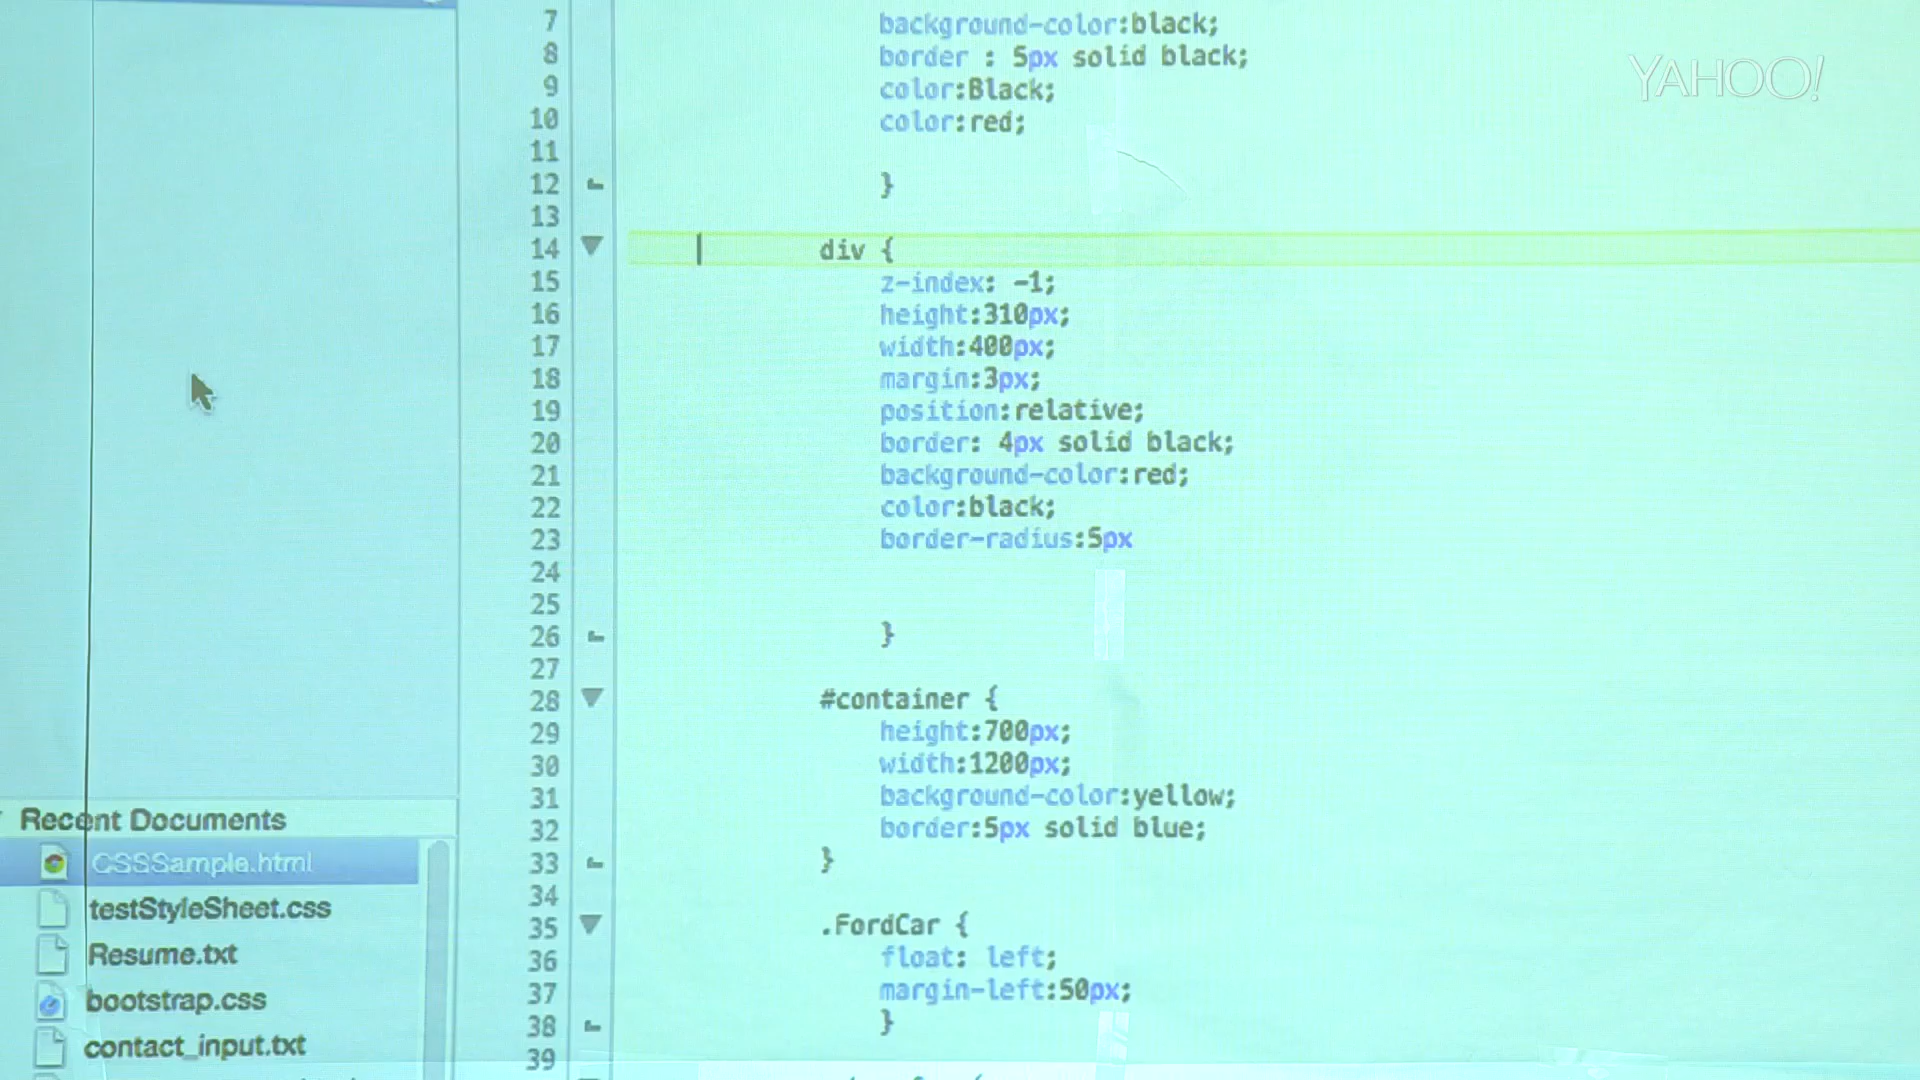 7 background-color:black;
8 border : 5px solid black;
9 color:Black;
10 color:red;
11
12 }
13
14 div {
15 z-index: -1;
16 height:310px;
17 width:400px;
18 margin:3px;
19 position:relative;
20 border: 4px solid black;
21 background-color:red;
22 color:black;
23 border-radius:5px
24
25
26 }
27
28 #container {
29 height:700px;
30 width:1200px;
31 background-color:yellow;
32 border:5px solid blue;
33 }
34
35 .FordCar {
36 float: left;
37 margin-left:50px;
38 }
39
YAHOO!
Recent Documents
CSSSample.html
testStyleSheet.css
Resume.txt
bootstrap.css
contact_input.txt